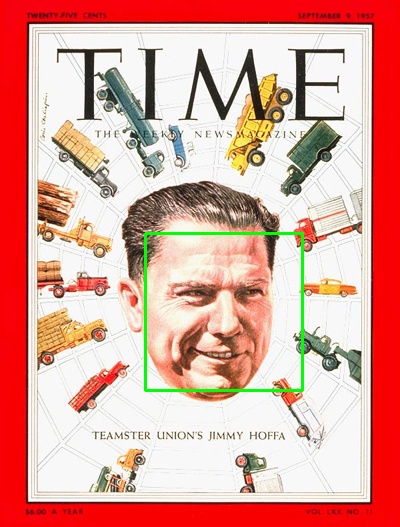 TWENTY-FIVE CENTS
SEPTEMBER 9, 1957
TIME
THE WEEKLY NEWSMAGAZINE
TEAMSTER UNION'S JIMMY HOFFA
$6.00 A YEAR
VOL. LXX NO. 11